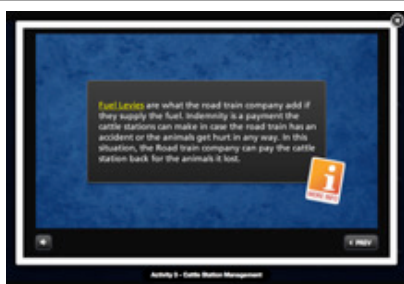 Fuel Levies are what the road train company add if
they supply the fuel. Indemnity is a payment the
cattle stations can make in case the road train has an
accident or the animals get hurt in any way. In this
situation, the Road train company can pay the cattle
station back for the animals it lost.
MORE INFO
< PREV
Activity 3 - Cattle Station Management